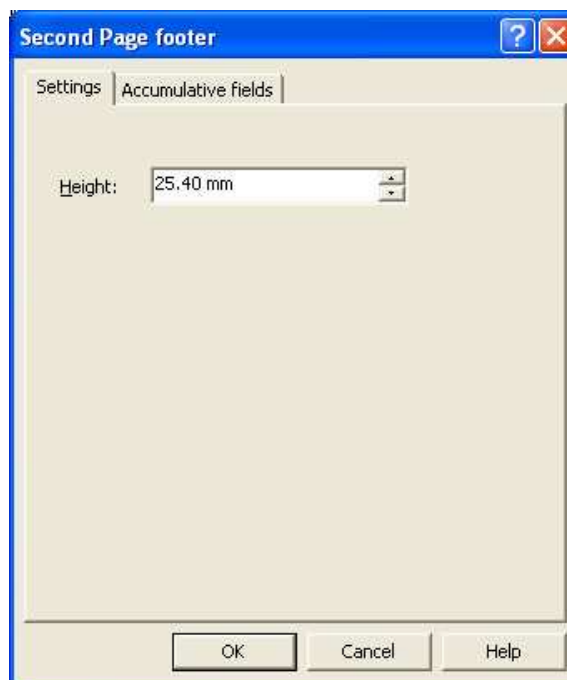 Second Page footer
Settings
Accumulative fields
Height: 25.40 mm
OK
Cancel
Help